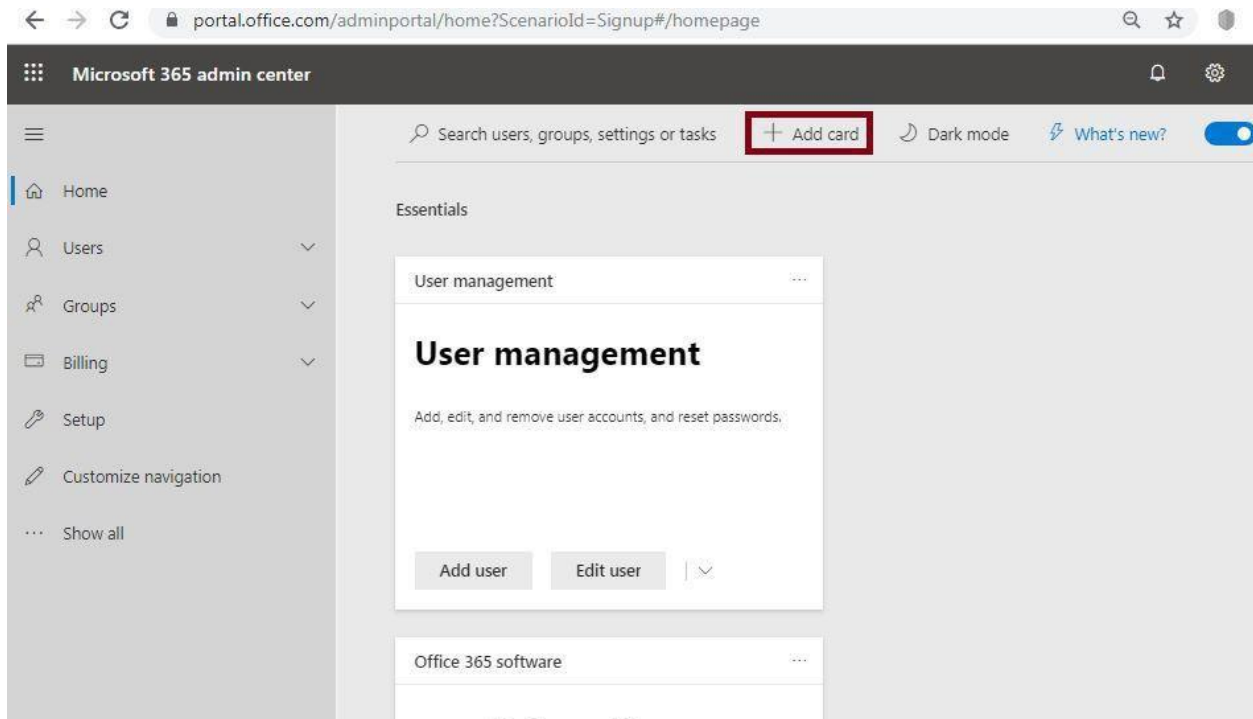 portal.office.com/adminportal/home?ScenarioId=Signup#/homepage
Microsoft 365 admin center
Search users, groups, settings or tasks
Add card
Dark mode
What's new?
Home
Users
Groups
Billing
Setup
Customize navigation
Show all
Essentials
User management
User management
Add, edit, and remove user accounts, and reset passwords.
Add user
Edit user
Office 365 software